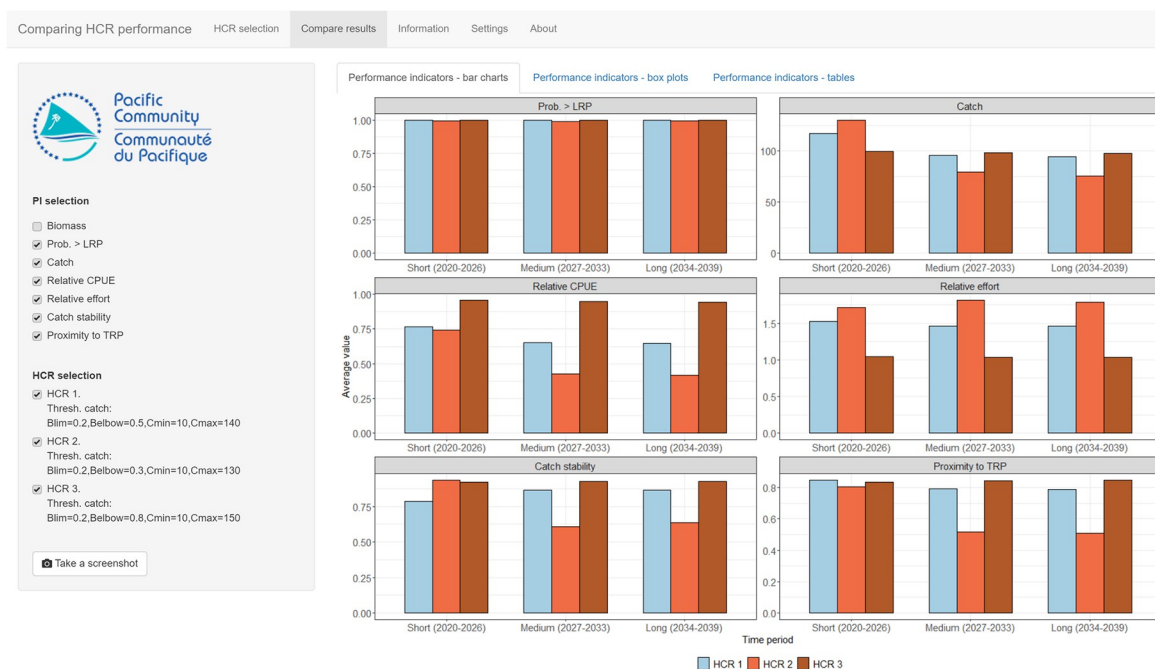 Comparing HCR performance
HCR selection
Compare results
Information
Settings
About
Pacific
Community
Communauté
du Pacifique
PI selection
Biomass
Prob. > LRP
Catch
Relative CPUE
Relative effort
Catch stability
Proximity to TRP
HCR selection
HCR 1.
Thresh. catch:
Blim=0.2,Belbow=0.5,Cmin=10,Cmax=140
HCR 2.
Thresh. catch:
Blim=0.2,Belbow=0.3,Cmin=10,Cmax=130
HCR 3.
Thresh. catch:
Blim=0.2,Belbow=0.8,Cmin=10,Cmax=150
Take a screenshot
Performance indicators - bar charts
Performance indicators - box plots
Performance indicators - tables
Average value
Prob. > LRP
1.00
0.75
0.50
0.25
0.00
Short (2020-2026) Medium (2027-2033) Long (2034-2039)
Catch
100
50
0
Short (2020-2026) Medium (2027-2033) Long (2034-2039)
Relative CPUE
1.00
0.75
0.50
0.25
0.00
Short (2020-2026) Medium (2027-2033) Long (2034-2039)
Relative effort
1.5
1.0
0.5
0.0
Short (2020-2026) Medium (2027-2033) Long (2034-2039)
Catch stability
0.75
0.50
0.25
0.00
Short (2020-2026) Medium (2027-2033) Long (2034-2039)
Proximity to TRP
0.8
0.6
0.4
0.2
0.0
Short (2020-2026) Medium (2027-2033) Long (2034-2039)
Time period
HCR 1 HCR 2 HCR 3